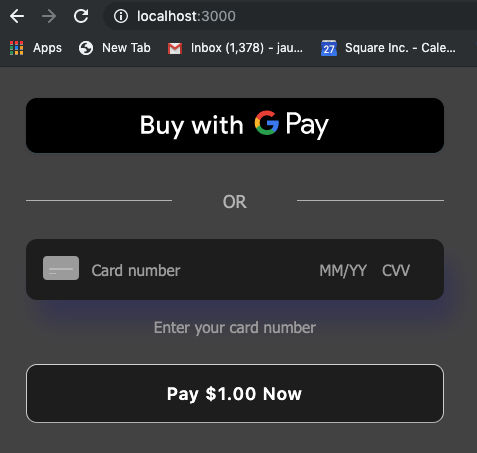 localhost:3000
Apps New Tab Inbox (1,378) - jau... 27 Square Inc. - Cale...
Buy with G Pay
OR
Card number MM/YY CVV
Enter your card number
Pay $1.00 Now